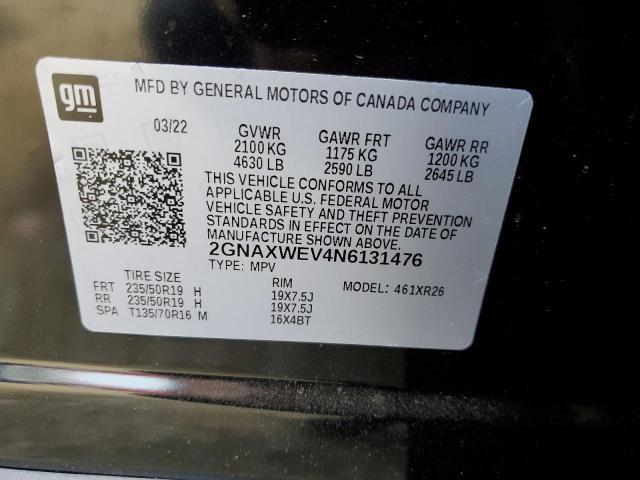 gm
MFD BY GENERAL MOTORS OF CANADA COMPANY
03/22 GVWR GAWR FRT GAWR RR
2100 KG 1175 KG 1200 KG
4630 LB 2590 LB 2645 LB
THIS VEHICLE CONFORMS TO ALL
APPLICABLE U.S. FEDERAL MOTOR
VEHICLE SAFETY AND THEFT PREVENTION
STANDARDS IN EFFECT ON THE DATE OF
MANUFACTURE SHOWN ABOVE.
2GNAXWEV4N6131476
TYPE: MPV
TIRE SIZE RIM MODEL: 461XR26
FRT 235/50R19 H 19X7.5J
RR 235/50R19 H 19X7.5J
SPA T135/70R16 M 16X4BT